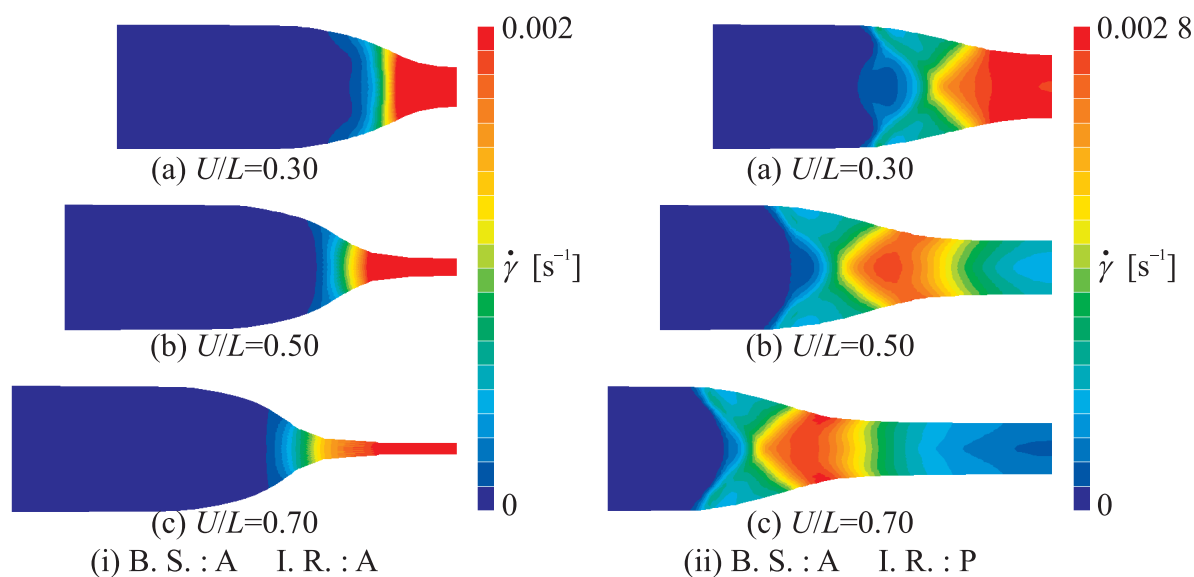 0.002
0.002 8
(a) U/L=0.30
(a) U/L=0.30
γ̇ [s⁻¹]
γ̇ [s⁻¹]
(b) U/L=0.50
(b) U/L=0.50
0
0
(c) U/L=0.70
(c) U/L=0.70
(i) B. S. : A I. R. : A
(ii) B. S. : A I. R. : P